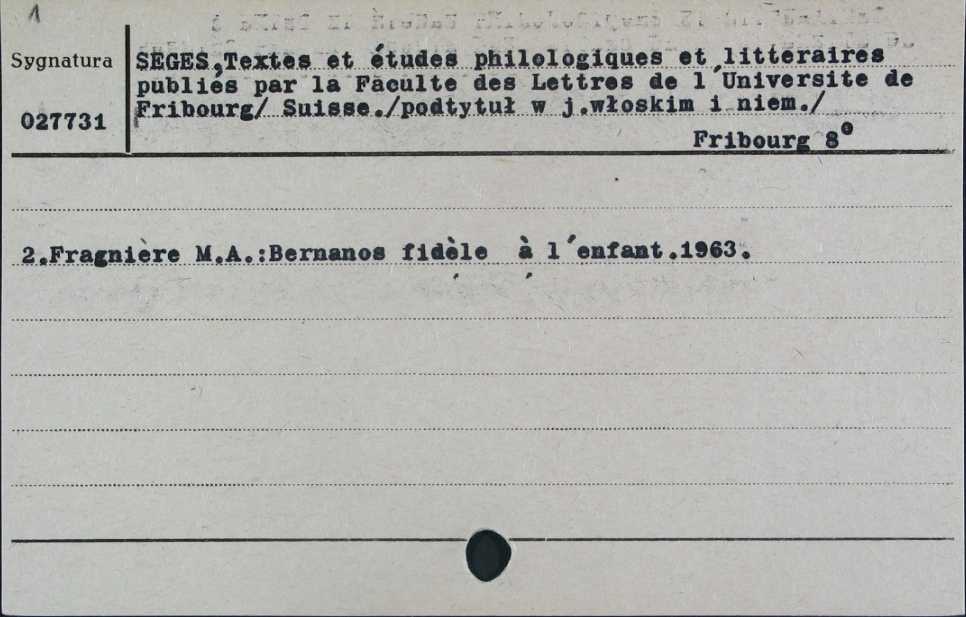 1
Sygnatura
027731
SEGES,Textes et études philologiques et litteraires
publiés par la Faculte des Lettres de l´Universite de
Fribourg/ Suisse./podtytuł w j.włoskim i niem./
Fribourg 8°
2.Fragnière M.A.:Bernanos fidèle à l´enfant.1963.